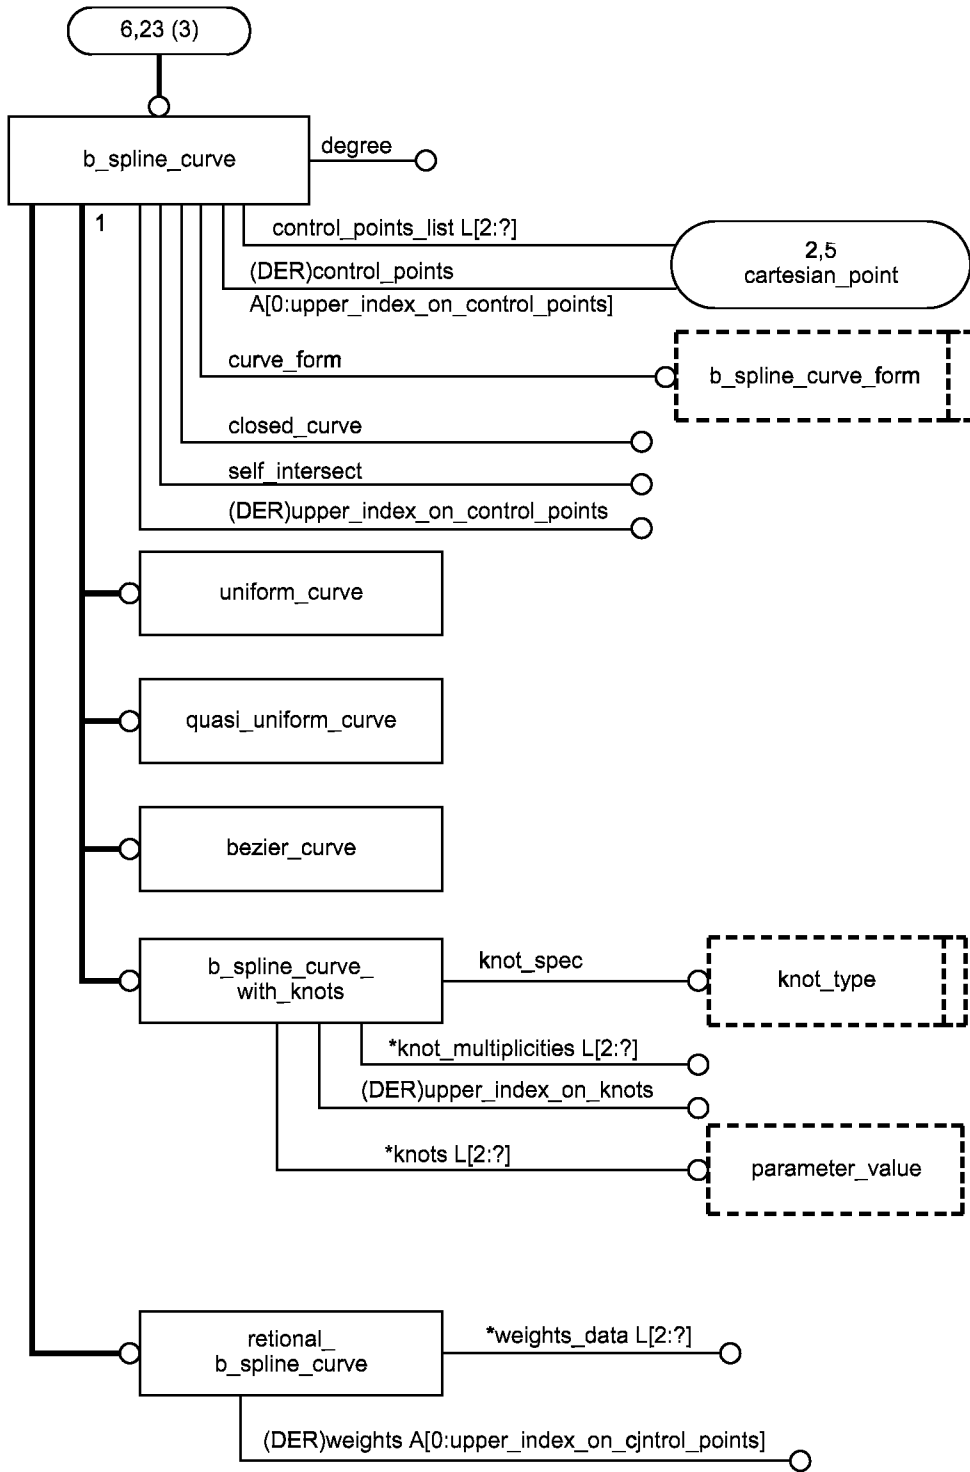 6,23 (3)
b_spline_curve
degree
1
control_points_list L[2:?]
(DER)control_points
A[0:upper_index_on_control_points]
2,5
cartesian_point
curve_form
b_spline_curve_form
closed_curve
self_intersect
(DER)upper_index_on_control_points
uniform_curve
quasi_uniform_curve
bezier_curve
b_spline_curve_
with_knots
knot_spec
knot_type
*knot_multiplicities L[2:?]
(DER)upper_index_on_knots
*knots L[2:?]
parameter_value
retional_
b_spline_curve
*weights_data L[2:?]
(DER)weights A[0:upper_index_on_cjntrol_points]